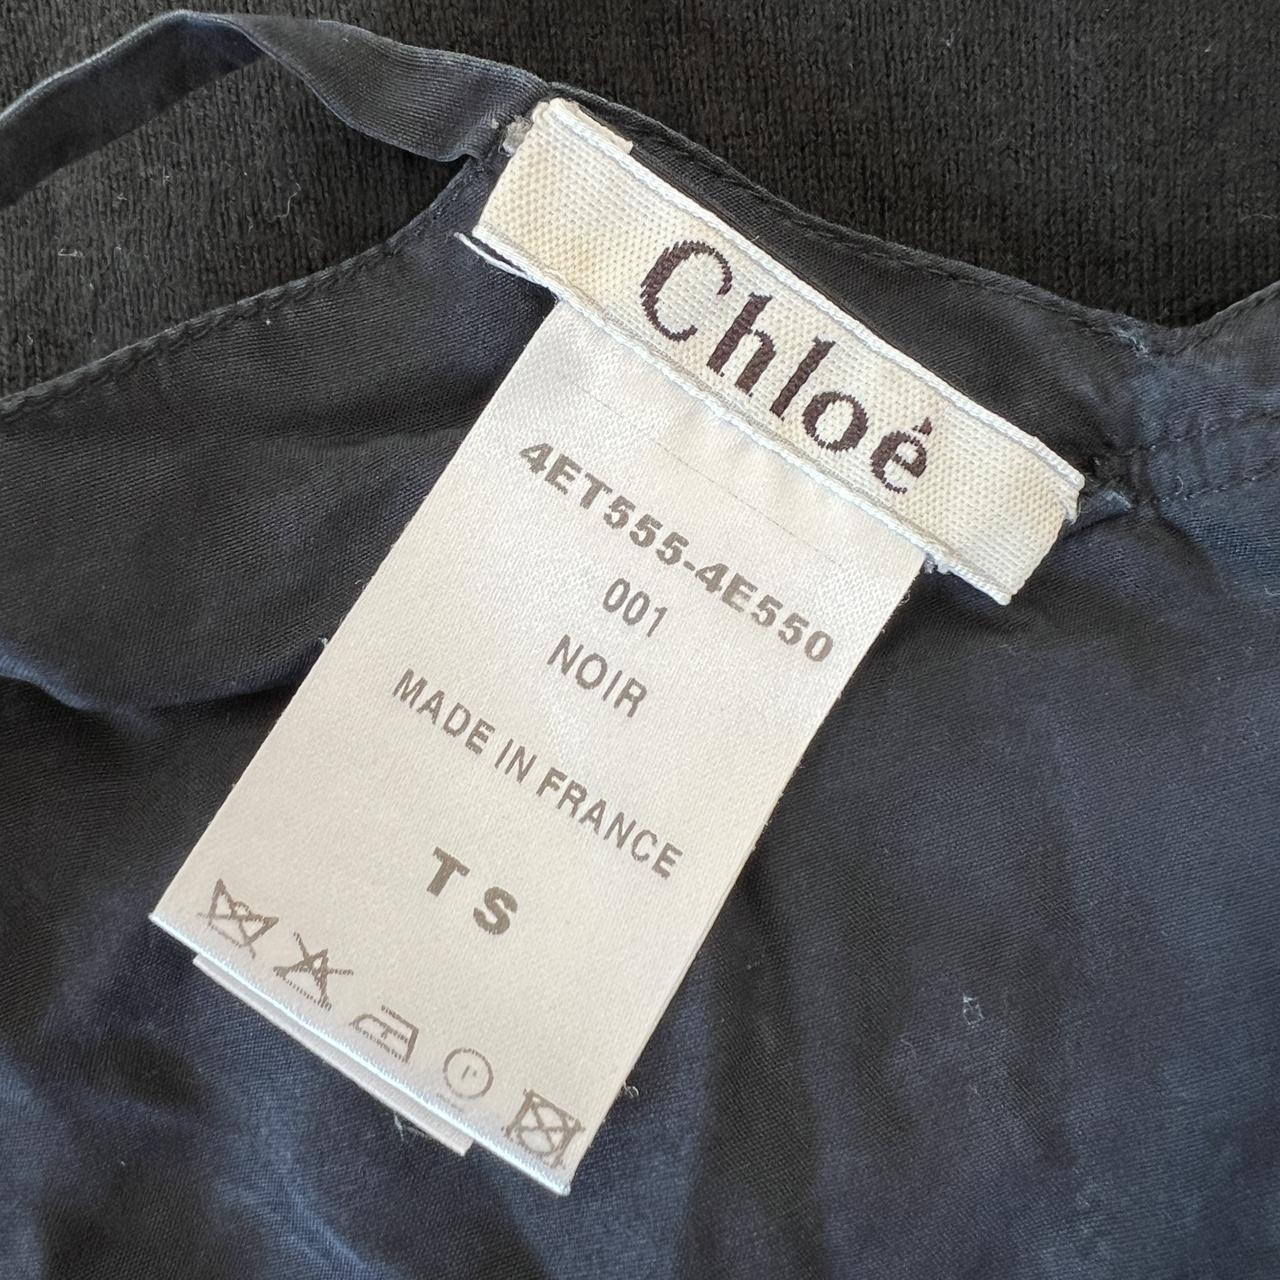 Chloé
4ET555-4E550
001
NOIR
MADE IN FRANCE
T S